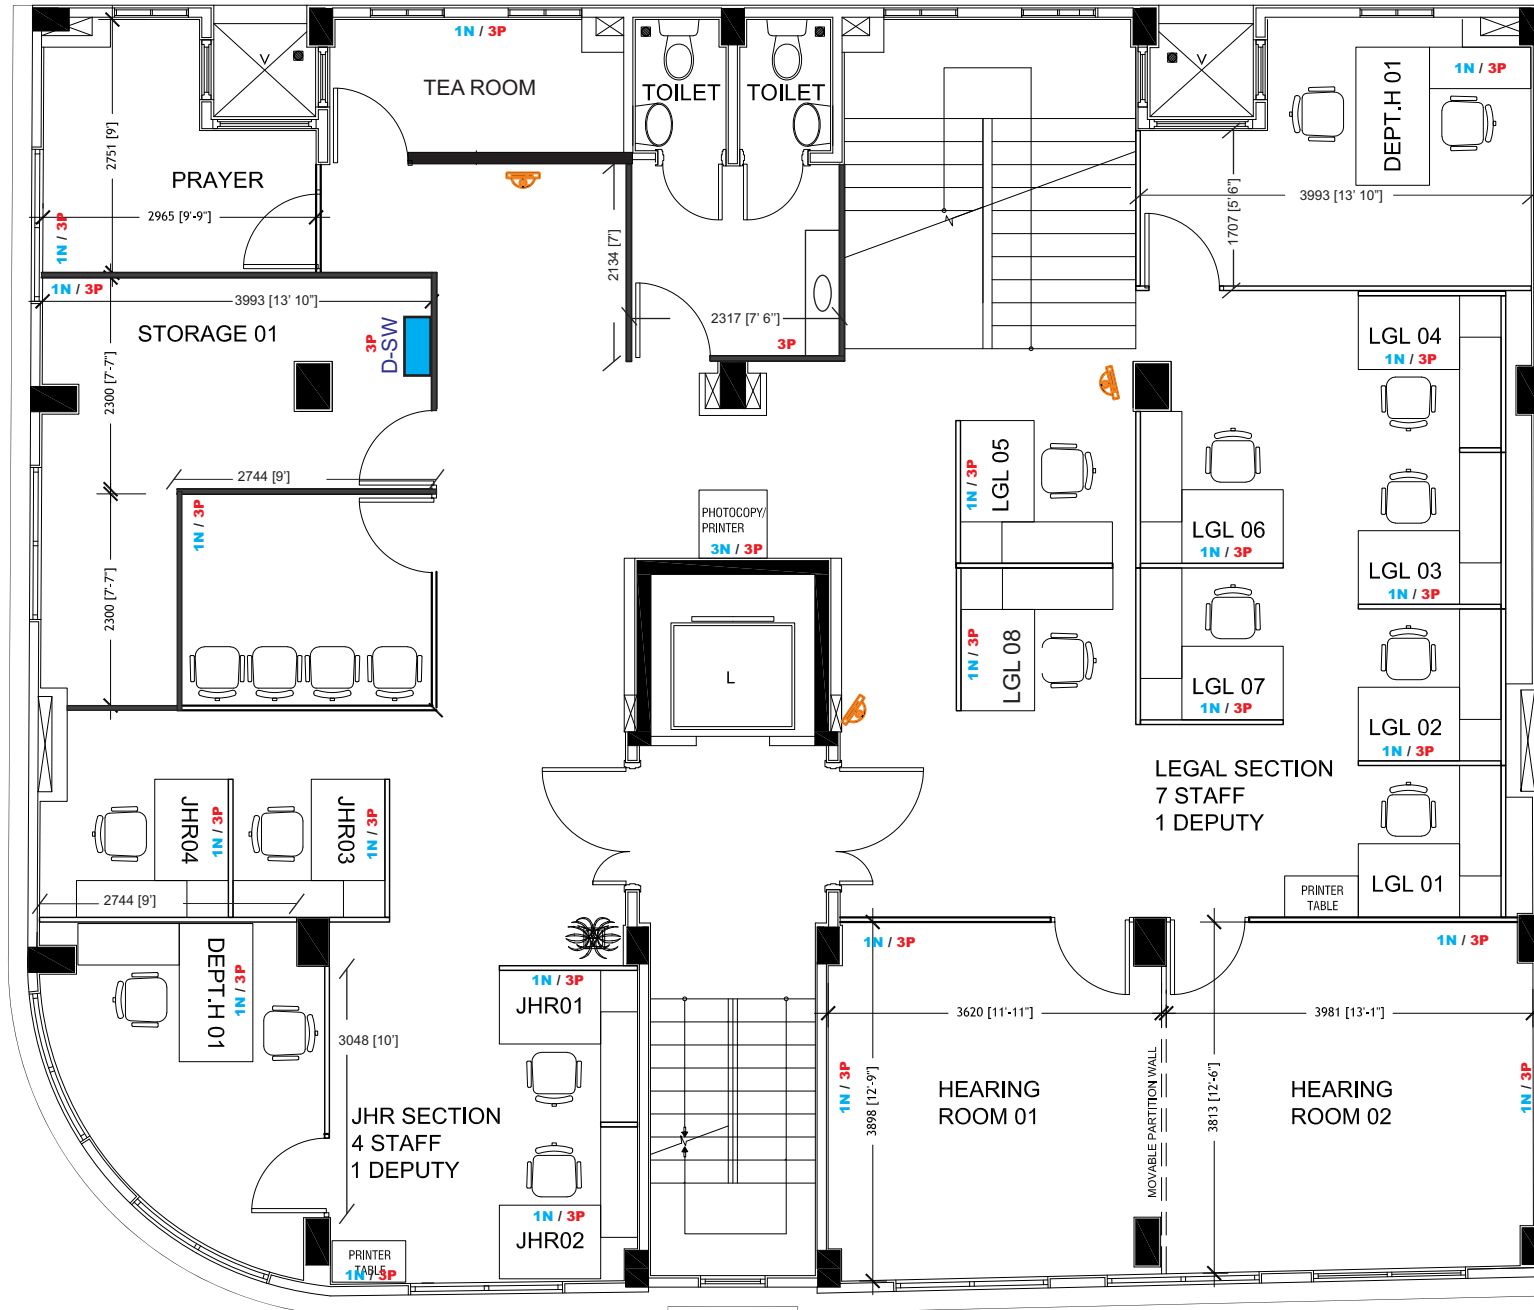 1N / 3P
TEA ROOM
TOILET
TOILET
V
V
1N / 3P
DEPT.H 01
2751 [9']
PRAYER
2965 [9'-9"]
1N / 3P
2134 [7']
1707 [5' 6"]
3993 [13' 10"]
1N / 3P
3993 [13' 10"]
STORAGE 01
3P
D-SW
2317 [7' 6"]
3P
N
LGL 04
1N / 3P
2300 [7'-7"]
2744 [9']
1N / 3P
LGL 05
1N / 3P
PHOTOCOPY/
PRINTER
3N / 3P
LGL 06
1N / 3P
LGL 03
1N / 3P
2300 [7'-7"]
1N / 3P
LGL 08
L
LGL 07
1N / 3P
LGL 02
1N / 3P
LEGAL SECTION
7 STAFF
1 DEPUTY
JHR04
1N / 3P
JHR03
1N / 3P
2744 [9']
PRINTER
TABLE
LGL 01
DEPT.H 01
1N / 3P
1N / 3P
1N / 3P
1N / 3P
JHR01
3620 [11'-11"]
3981 [13'-1"]
3048 [10']
1N / 3P
3898 [12'-9"]
HEARING
ROOM 01
MOVABLE PARTITION WALL
3813 [12'-6"]
HEARING
ROOM 02
1N / 3P
JHR SECTION
4 STAFF
1 DEPUTY
N
1N / 3P
JHR02
PRINTER
TABLE
1N / 3P